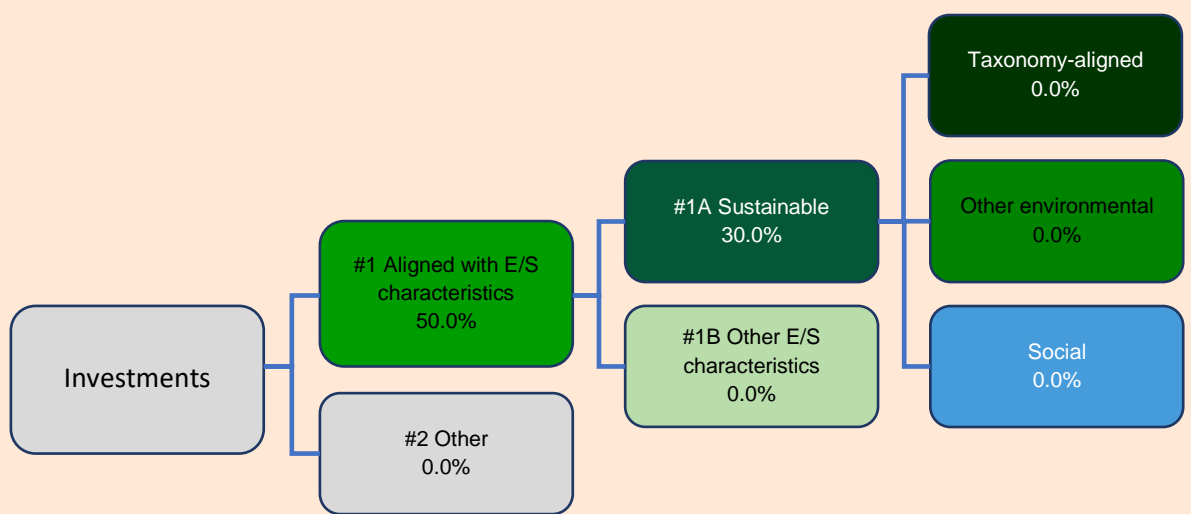 Investments
#1 Aligned with E/S
characteristics
50.0%
#2 Other
0.0%
#1A Sustainable
30.0%
#1B Other E/S
characteristics
0.0%
Taxonomy-aligned
0.0%
Other environmental
0.0%
Social
0.0%